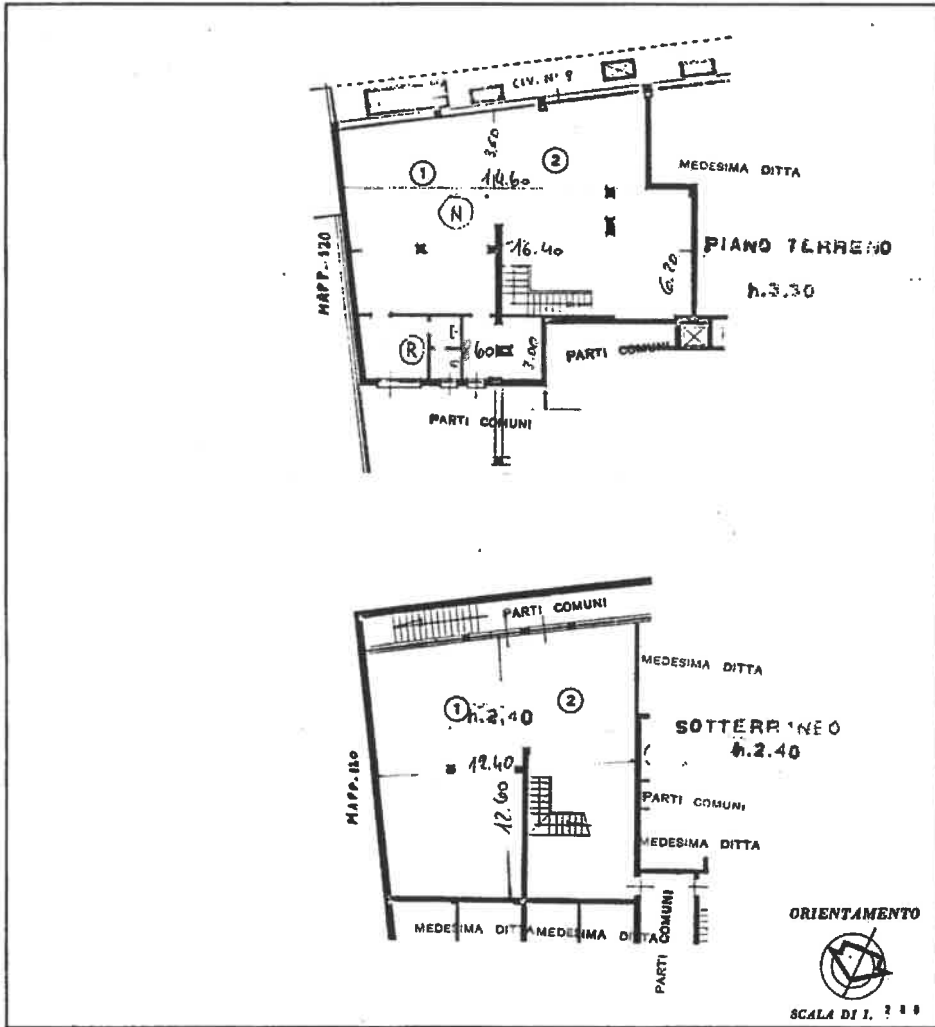 CIV. N° 9
3.50
1
2
14.60
N
MEDESIMA DITTA
16.40
PIANO TERRENO
6.20
h.3.30
MAPP. 120
R
60
3.00
PARTI COMUNI
PARTI COMUNI
PARTI COMUNI
MEDESIMA DITTA
1
h.2.40
2
SOTTERRANEO
h.2.40
12.40
12.60
MAPP. 120
PARTI COMUNI
MEDESIMA DITTA
MEDESIMA DITTA
MEDESIMA DITTA
PARTI COMUNI
ORIENTAMENTO
SCALA DI 1.